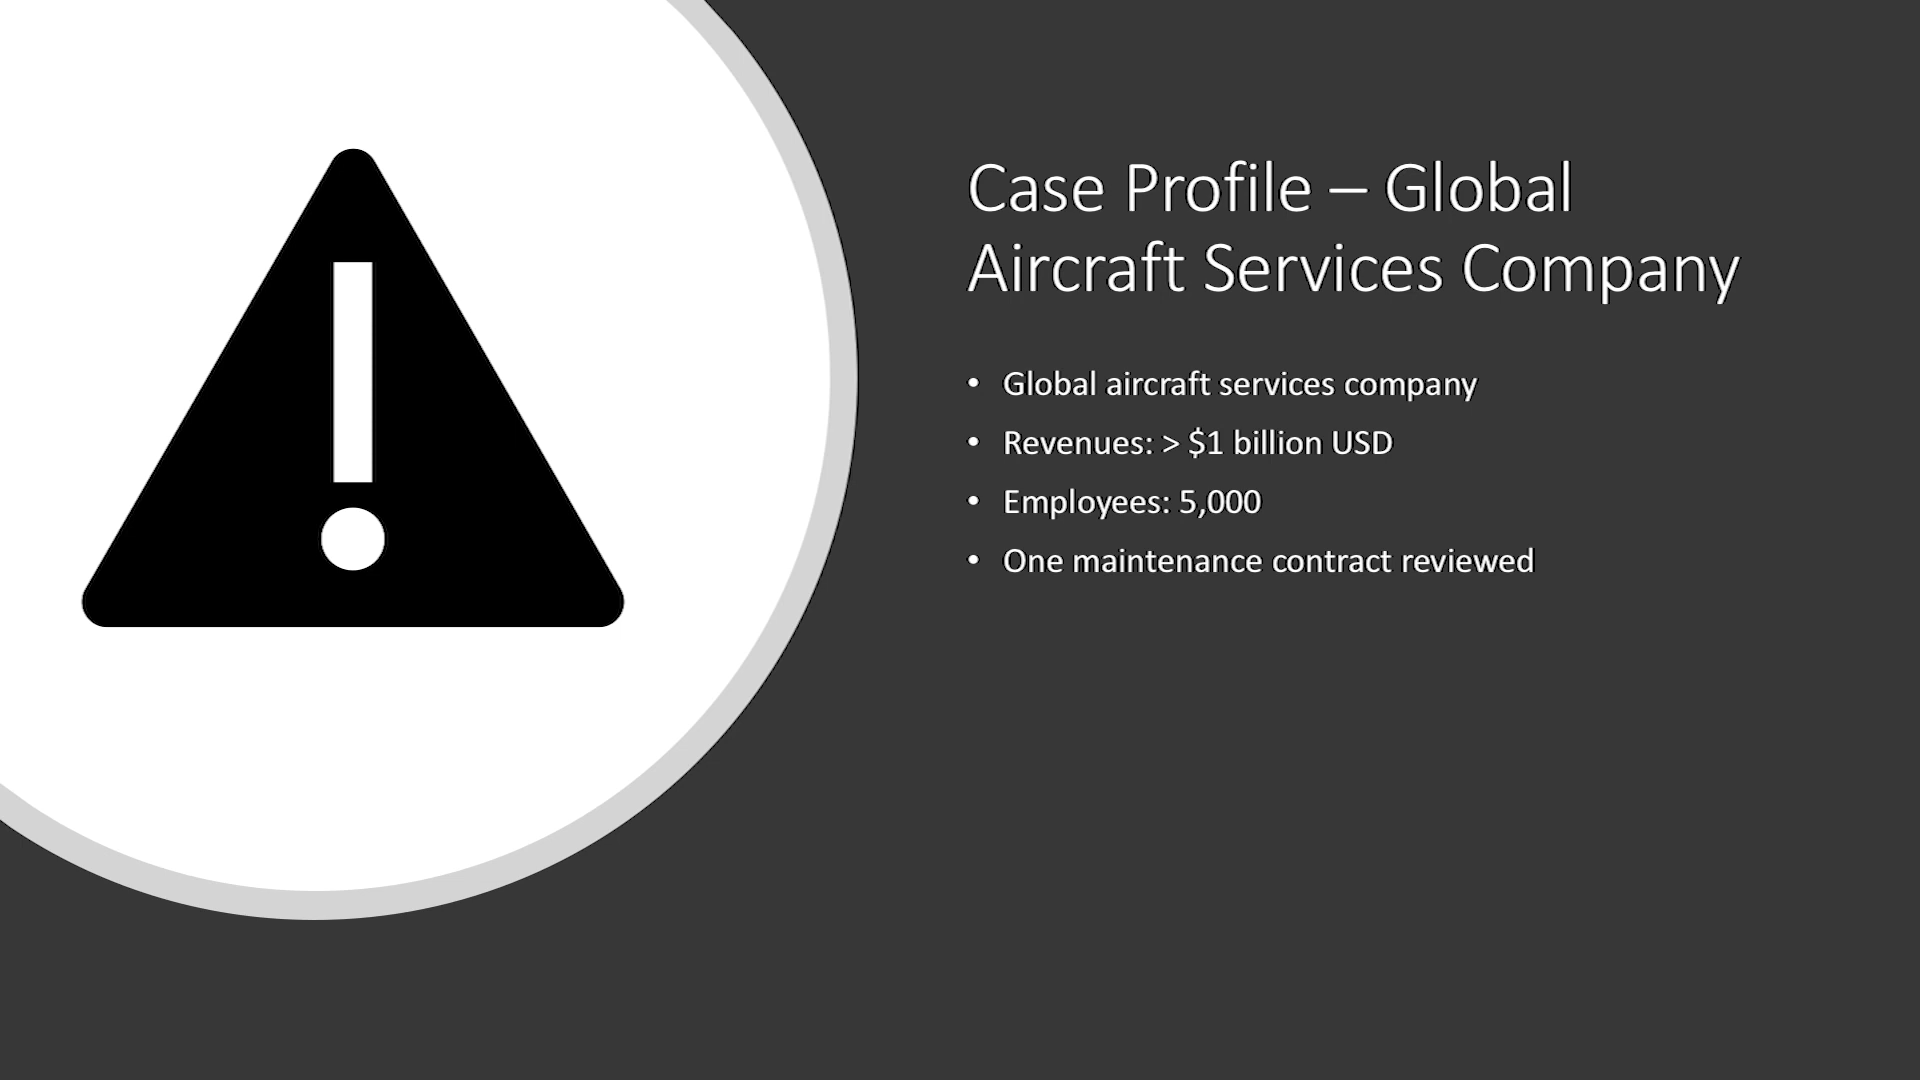 Case Profile – Global
Aircraft Services Company
• Global aircraft services company
• Revenues: > $1 billion USD
• Employees: 5,000
• One maintenance contract reviewed